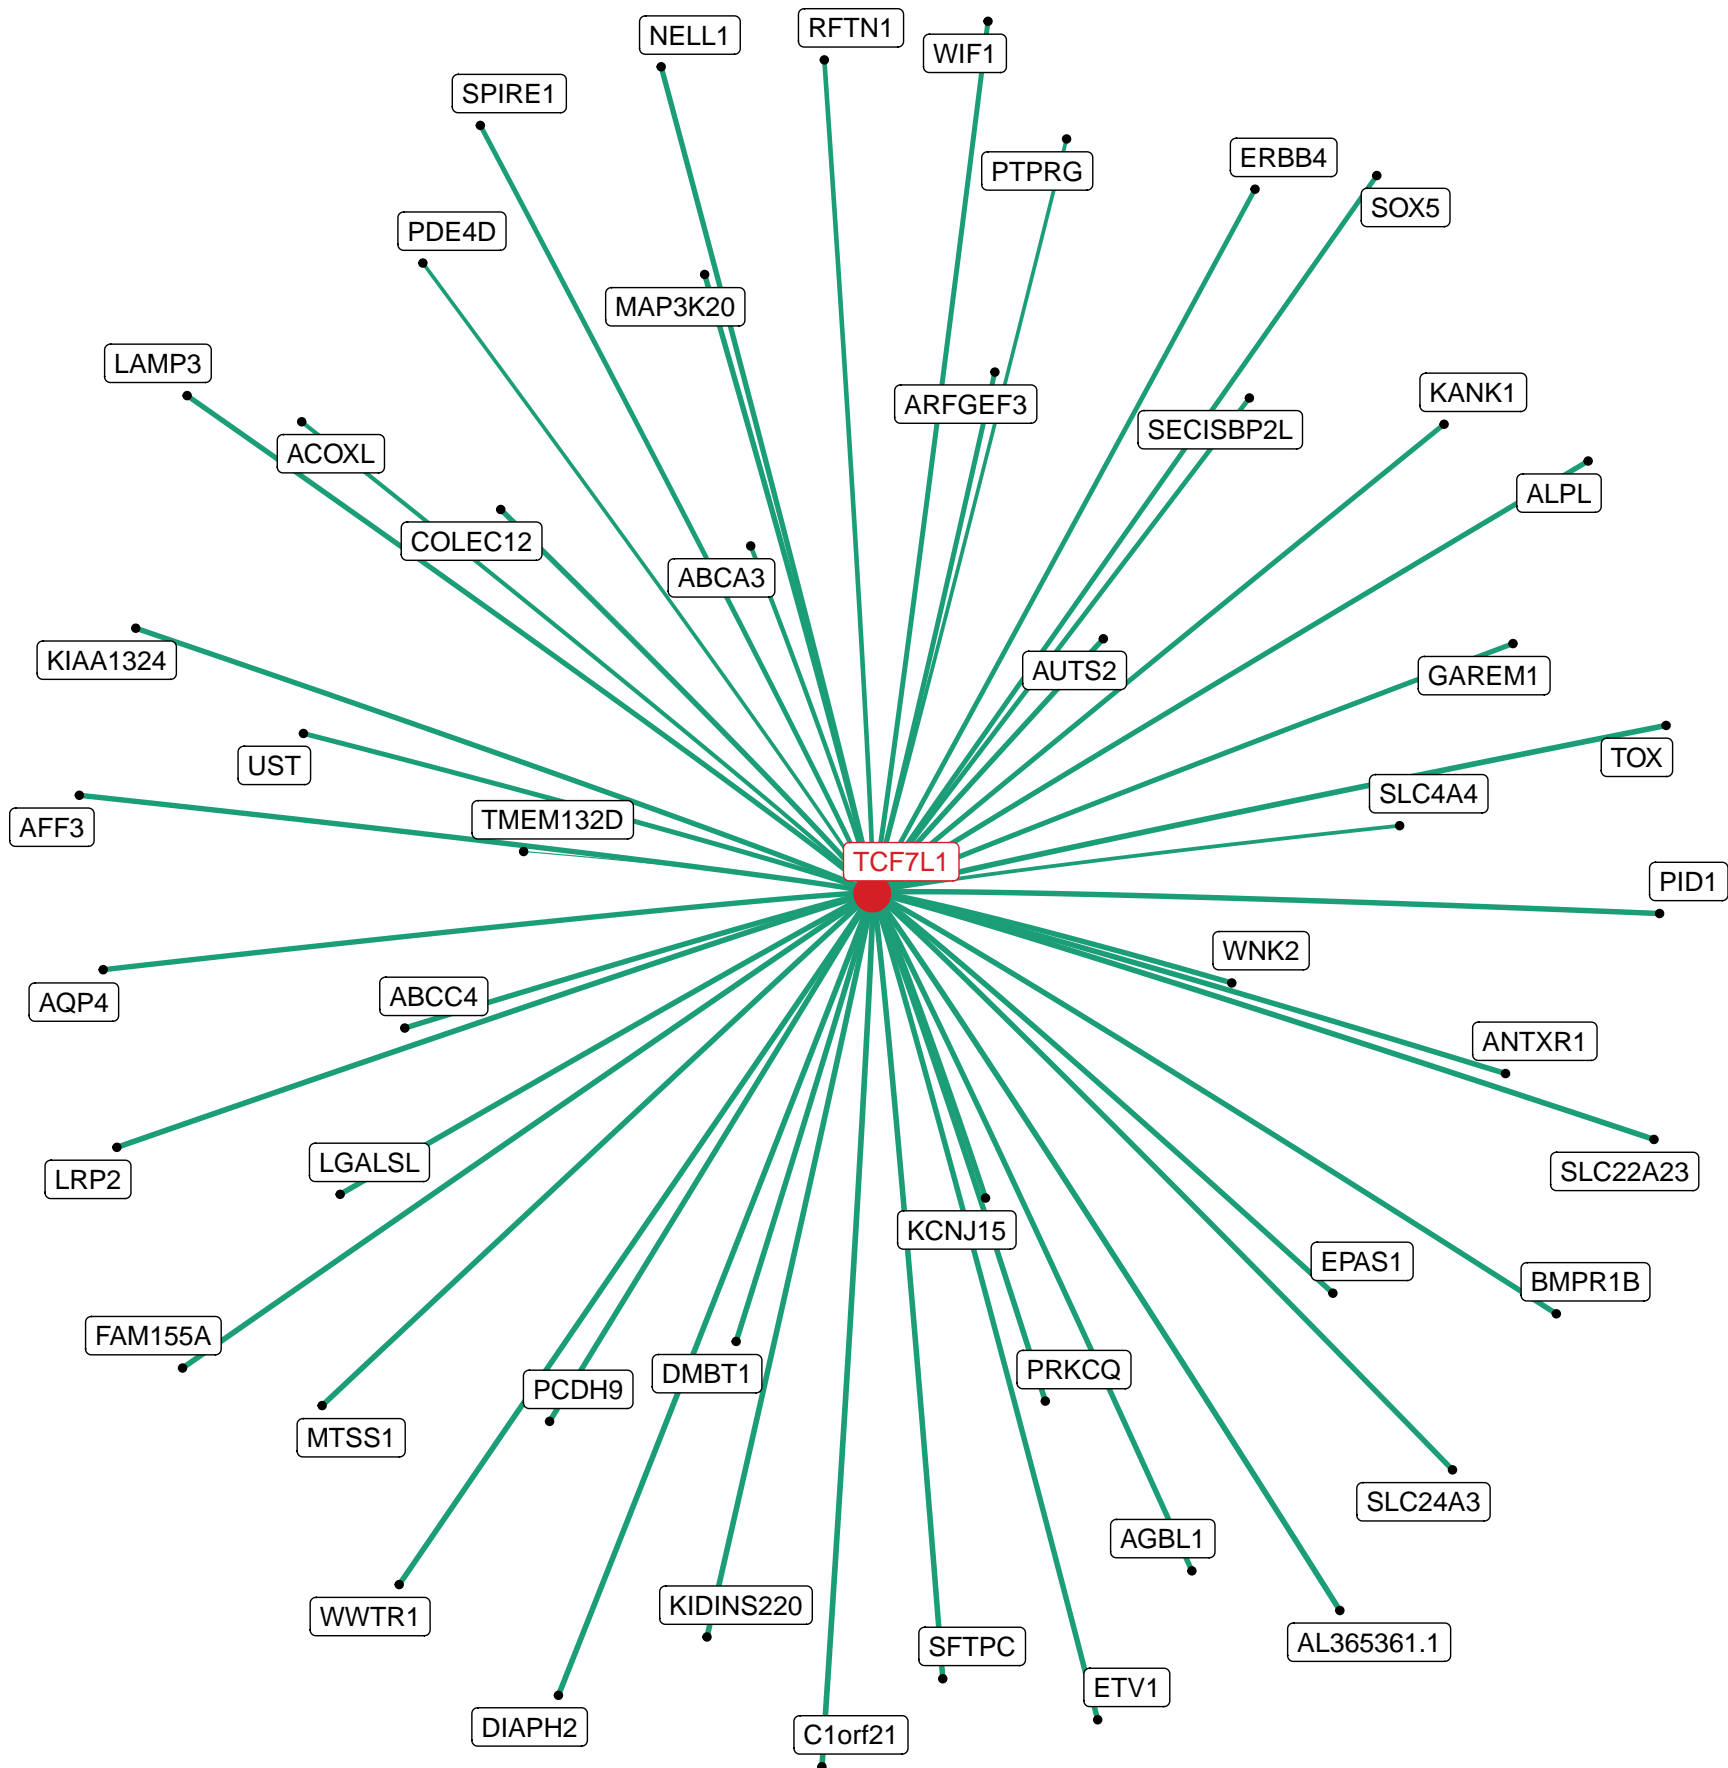 RFTN1
NELL1
WIF1
SPIRE1
ERBB4
PTPRG
SOX5
PDE4D
MAP3K20
LAMP3
KANK1
ARFGEF3
SECISBP2L
ACOXL
ALPL
COLEC12
ABCA3
KIAA1324
AUTS2
GAREM1
TOX
UST
SLC4A4
TMEM132D
AFF3
TCF7L1
PID1
WNK2
ABCC4
AQP4
ANTXR1
LGALSL
SLC22A23
LRP2
KCNJ15
EPAS1
BMPR1B
FAM155A
PRKCQ
DMBT1
PCDH9
MTSS1
SLC24A3
AGBL1
KIDINS220
WWTR1
AL365361.1
SFTPC
ETV1
DIAPH2
C1orf21